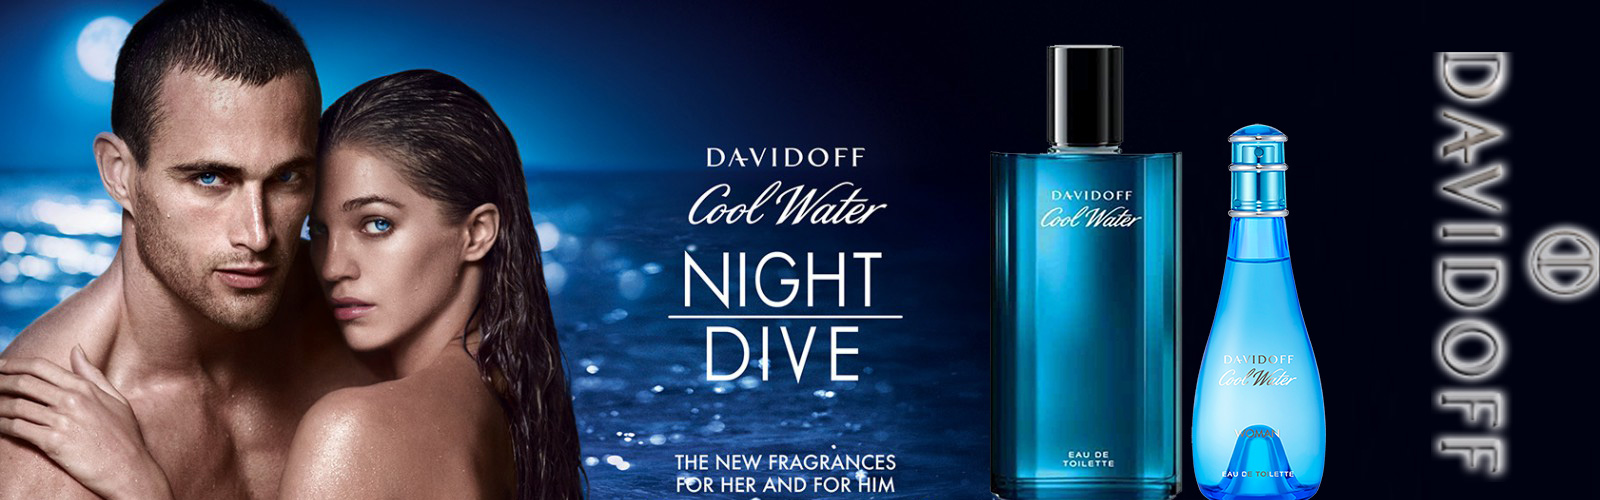 DAVIDOFF
Cool Water
NIGHT
DIVE
THE NEW FRAGRANCES
FOR HER AND FOR HIM
DAVIDOFF
Cool Water
EAU DE
TOILETTE
DAVIDOFF
Cool Water
WOMAN
EAU DE TOILETTE
DAVIDOFF